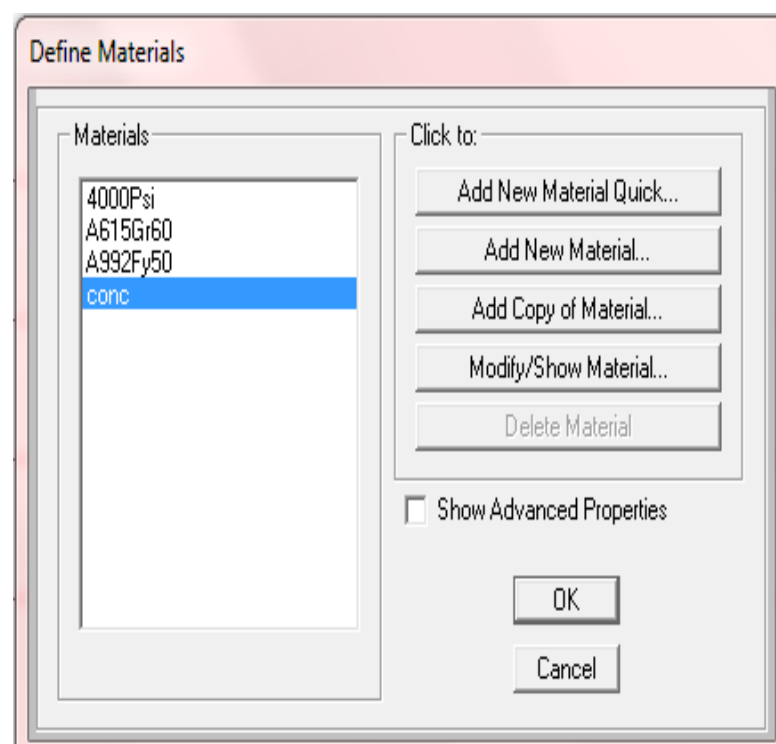 Define Materials
Materials
4000Psi
A615Gr60
A992Fy50
conc
Click to:
Add New Material Quick...
Add New Material...
Add Copy of Material...
Modify/Show Material...
Delete Material
Show Advanced Properties
OK
Cancel